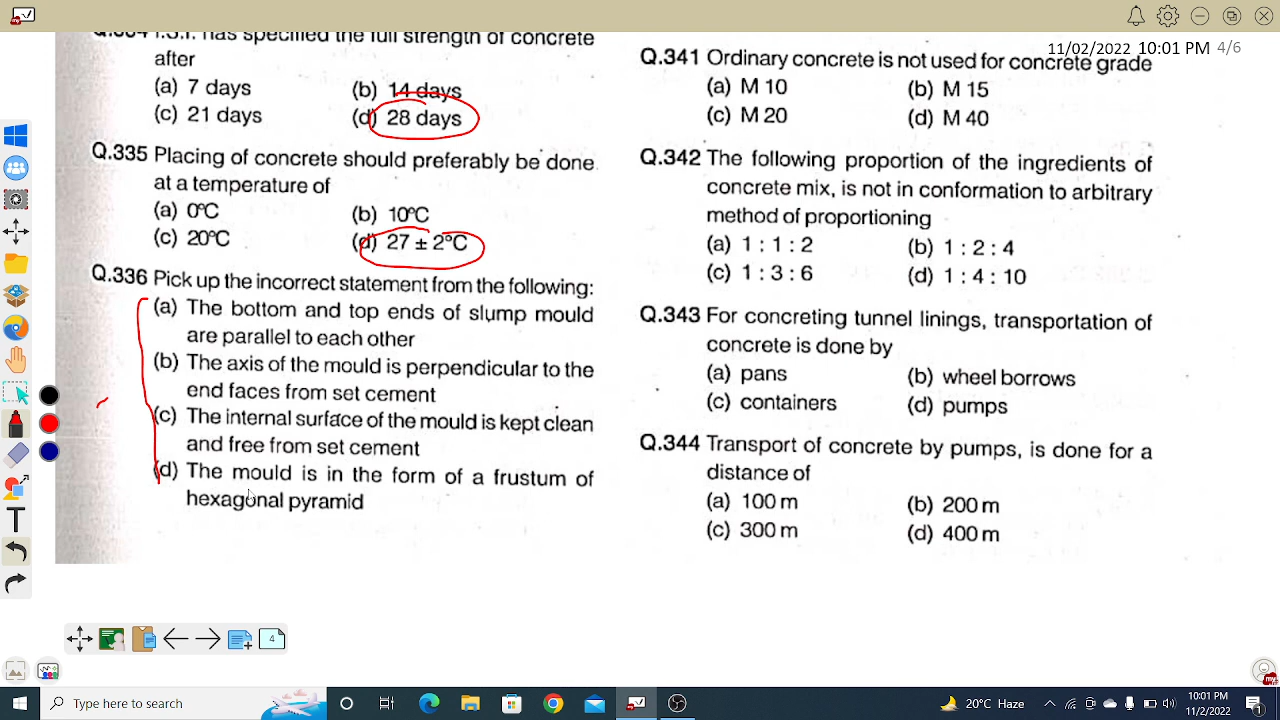 11/02/2022 10:01 PM 4/6
Q.334 I.S.I. has specified the full strength of concrete
after
(a) 7 days (b) 14 days
(c) 21 days (d) 28 days
Q.335 Placing of concrete should preferably be done
at a temperature of
(a) 0°C (b) 10°C
(c) 20°C (d) 27 ± 2°C
Q.336 Pick up the incorrect statement from the following:
(a) The bottom and top ends of slump mould
are parallel to each other
(b) The axis of the mould is perpendicular to the
end faces from set cement
(c) The internal surface of the mould is kept clean
and free from set cement
(d) The mould is in the form of a frustum of
hexagonal pyramid
Q.341 Ordinary concrete is not used for concrete grade
(a) M 10 (b) M 15
(c) M 20 (d) M 40
Q.342 The following proportion of the ingredients of
concrete mix, is not in conformation to arbitrary
method of proportioning
(a) 1 : 1 : 2 (b) 1 : 2 : 4
(c) 1 : 3 : 6 (d) 1 : 4 : 10
Q.343 For concreting tunnel linings, transportation of
concrete is done by
(a) pans (b) wheel borrows
(c) containers (d) pumps
Q.344 Transport of concrete by pumps, is done for a
distance of
(a) 100 m (b) 200 m
(c) 300 m (d) 400 m
T
4
Type here to search
20°C Haze
10:01 PM
11/2/2022